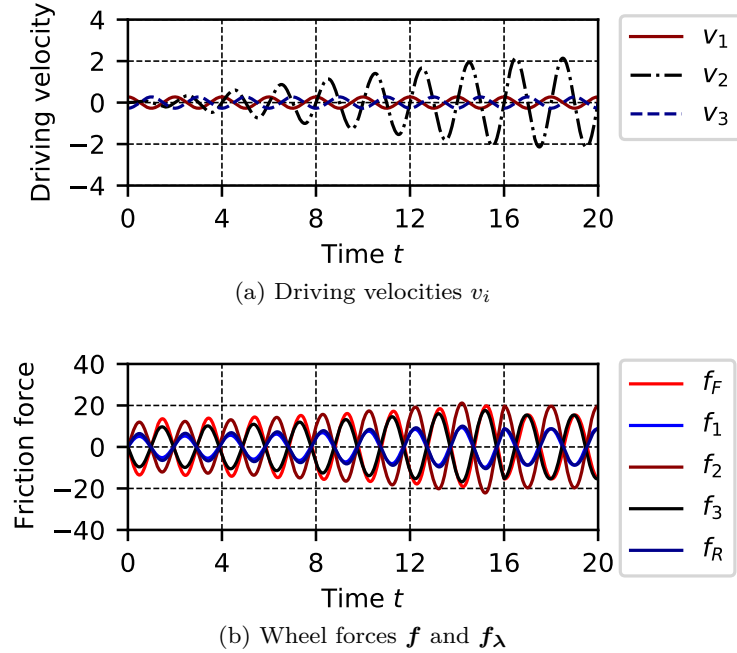 4
2
0
−2
−4
Driving velocity
0
4
8
12
16
20
Time t
v1
v2
v3
(a) Driving velocities vi
40
20
0
−20
−40
Friction force
0
4
8
12
16
20
Time t
fF
f1
f2
f3
fR
(b) Wheel forces f and fλ